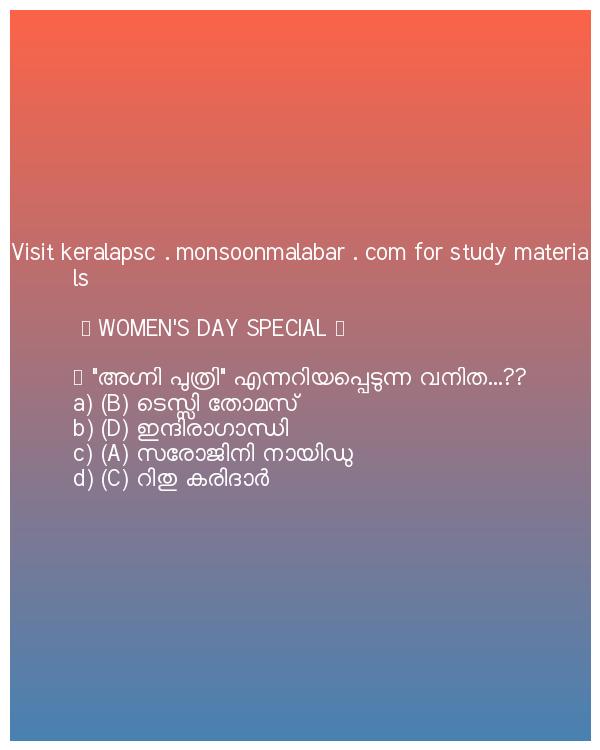 Visit keralapsc . monsoonmalabar . com for study materia
ls
WOMEN'S DAY SPECIAL
"അഗ്നി പുത്രി" എന്നറിയപ്പെടുന്ന വനിത...??
a) (B) ടെസ്സി തോമസ്
b) (D) ഇന്ദിരാഗാന്ധി
c) (A) സരോജിനി നായിഡു
d) (C) റിതു കരിദാർ